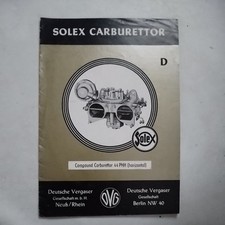 SOLEX CARBURETTOR
D
SOLEX
Compound Carburettor 44 PHH (horizontal)
Deutsche Vergaser
Gesellschaft m. b. H.
Neuß/Rhein
DVG
Deutsche Vergaser
Gesellschaft
Berlin NW 40